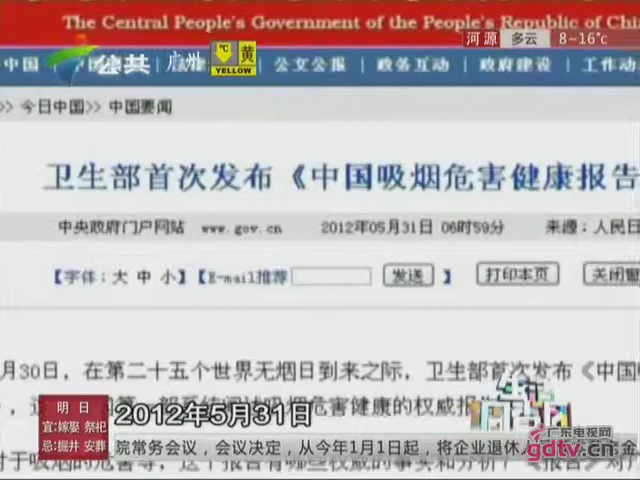 The Central People's Government of the People's Republic of Chi
河源 多云 8~16℃
中国
公共 广州 ℃ 黄 YELLOW
公文公报 | 政务互动 | 政府建设 | 工作动
>> 今日中国>> 中国要闻
卫生部首次发布《中国吸烟危害健康报告
中央政府门户网站 www.gov.cn 2012年05月31日 06时59分 来源：人民日
【字体：大 中 小】【E-mail推荐 发送 】 打印本页 关闭窗
月30日，在第二十五个世界无烟日到来之际，卫生部首次发布《中
危害健康的权威报
明日
宜:嫁娶 祭祀
忌:掘井 安葬
2012年5月31日
院常务会议，会议决定，从今年1月1日起，将企业退休
广东电视网
gdtv.cn
对于吸烟的危害等，这个报告有哪些权威的事实和分析？《报告》对